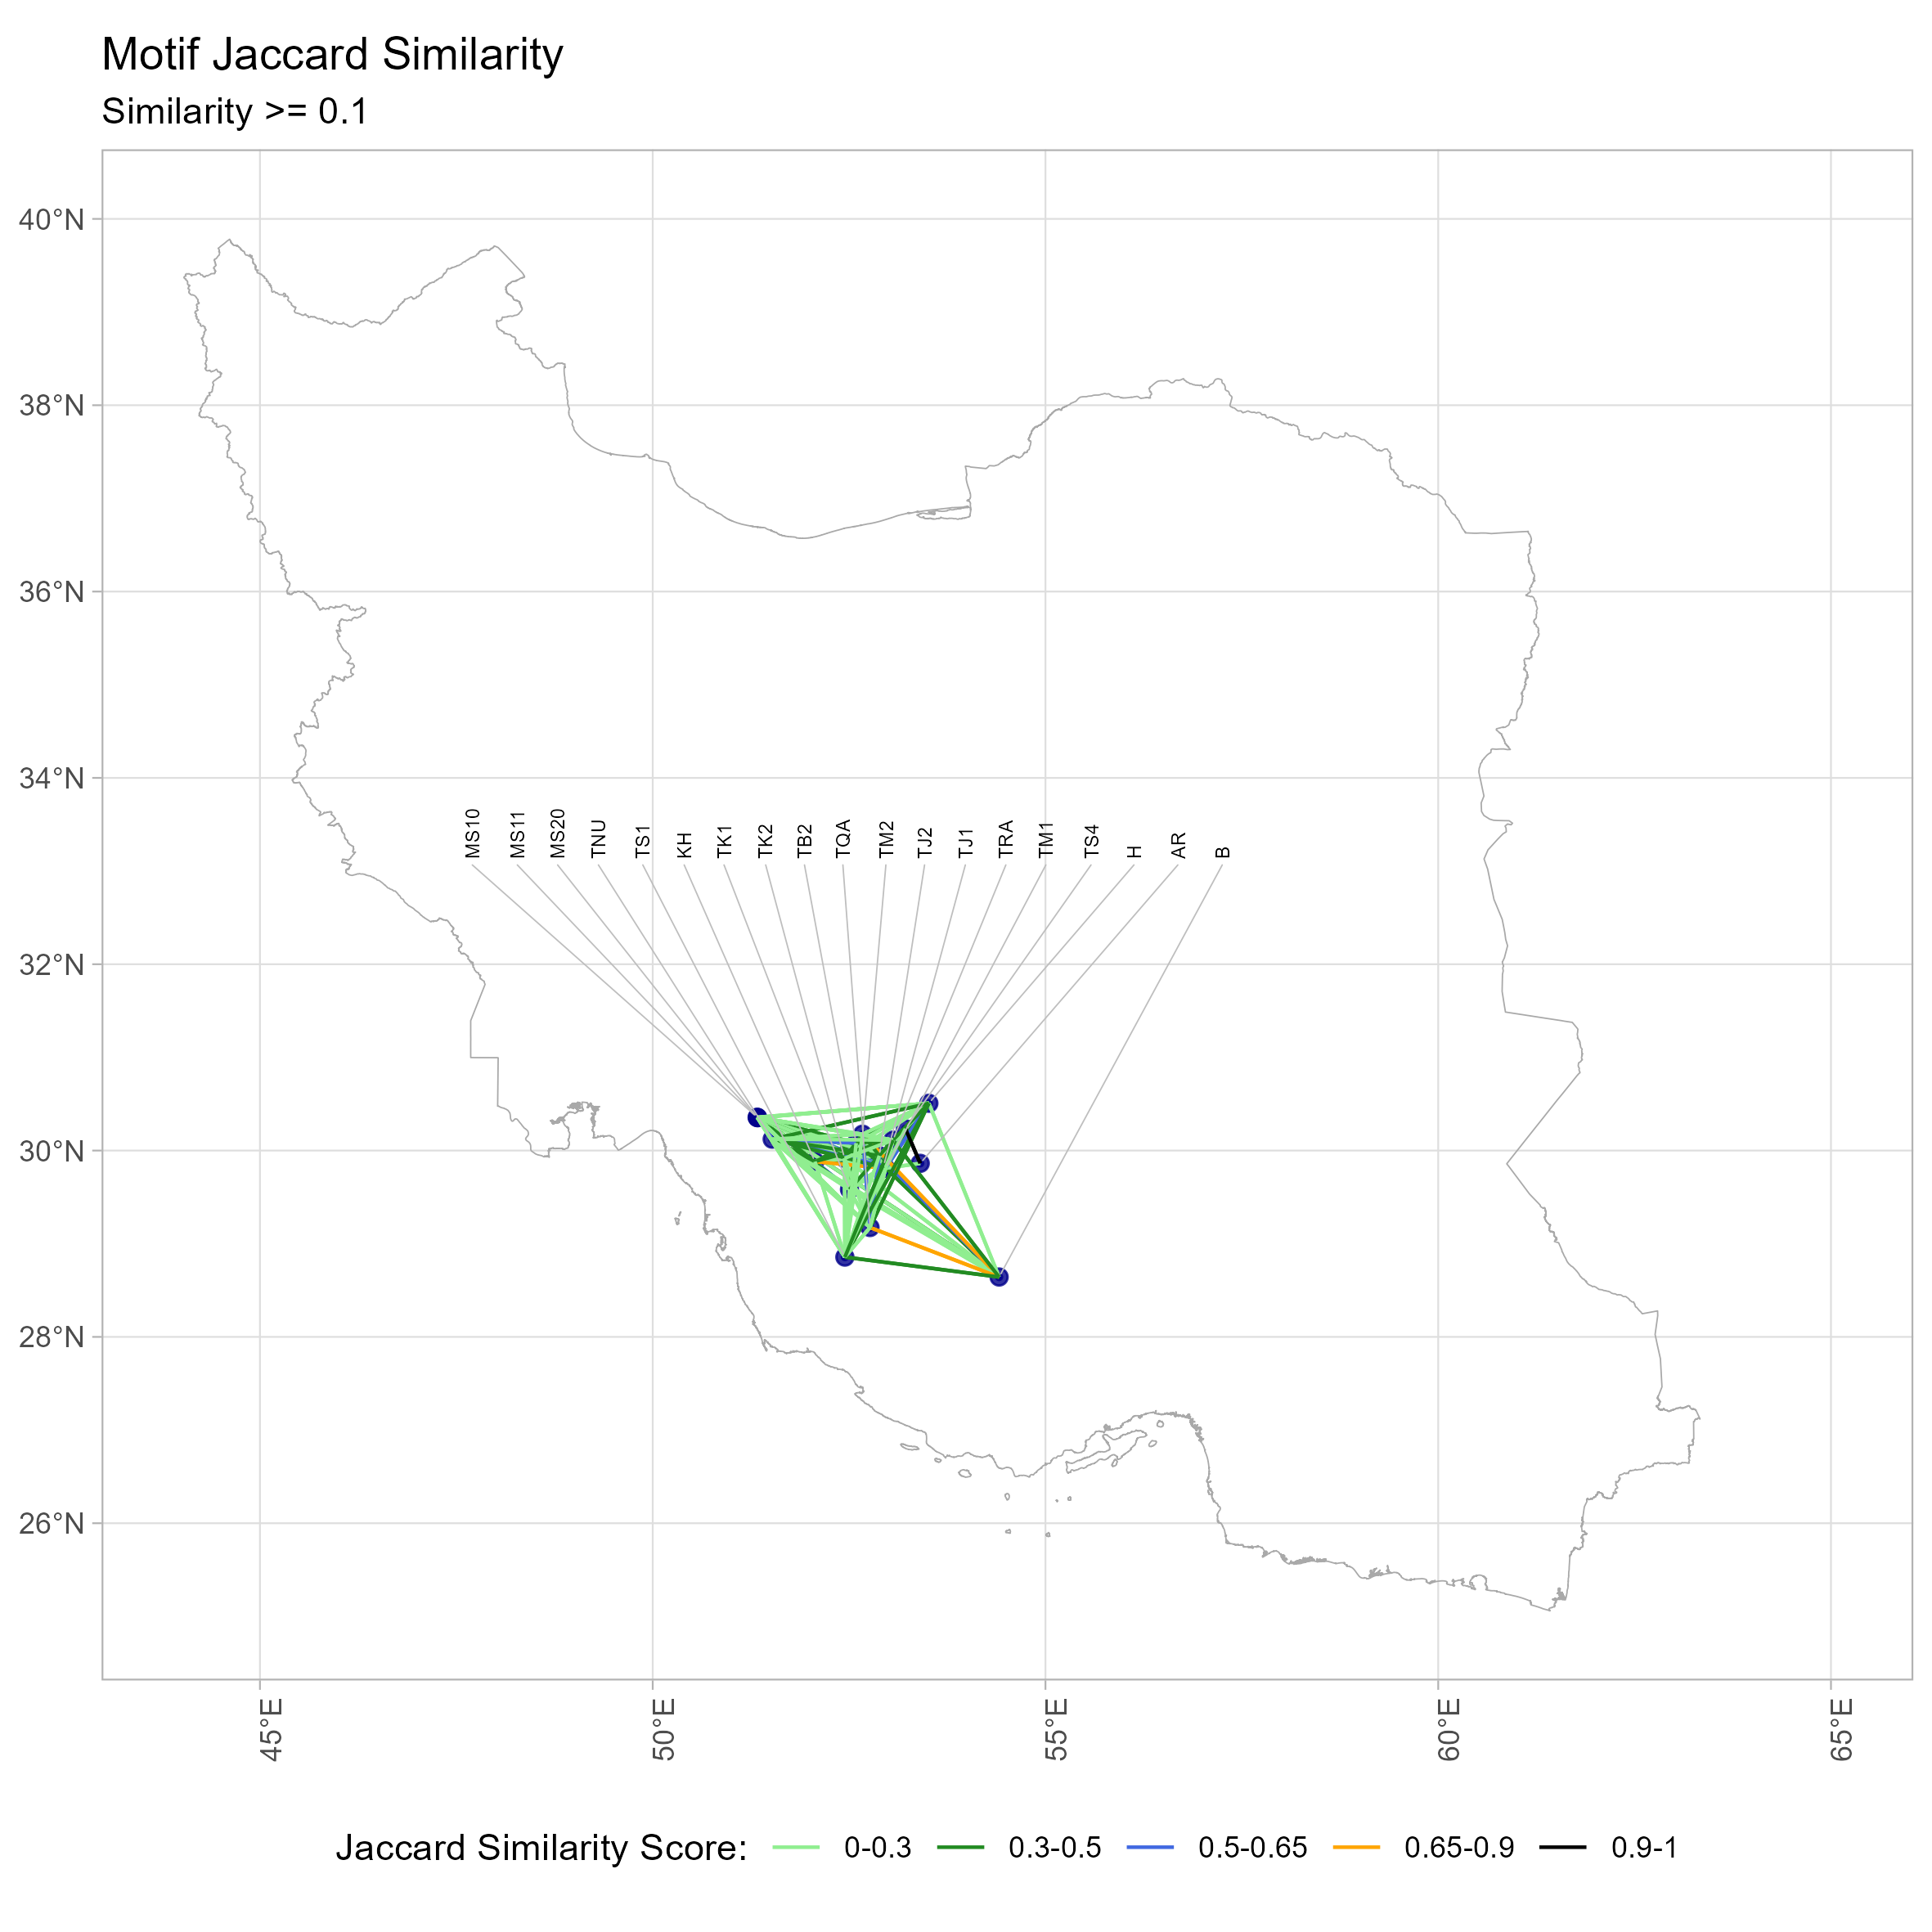 Motif Jaccard Similarity
Similarity >= 0.1
40°N
38°N
36°N
34°N
32°N
30°N
28°N
26°N
MS10
MS11
MS20
TNU
TS1
KH
TK1
TK2
TB2
TQA
TM2
TJ2
TJ1
TRA
TM1
TS4
H
AR
B
45°E
50°E
55°E
60°E
65°E
Jaccard Similarity Score: 0-0.3 0.3-0.5 0.5-0.65 0.65-0.9 0.9-1